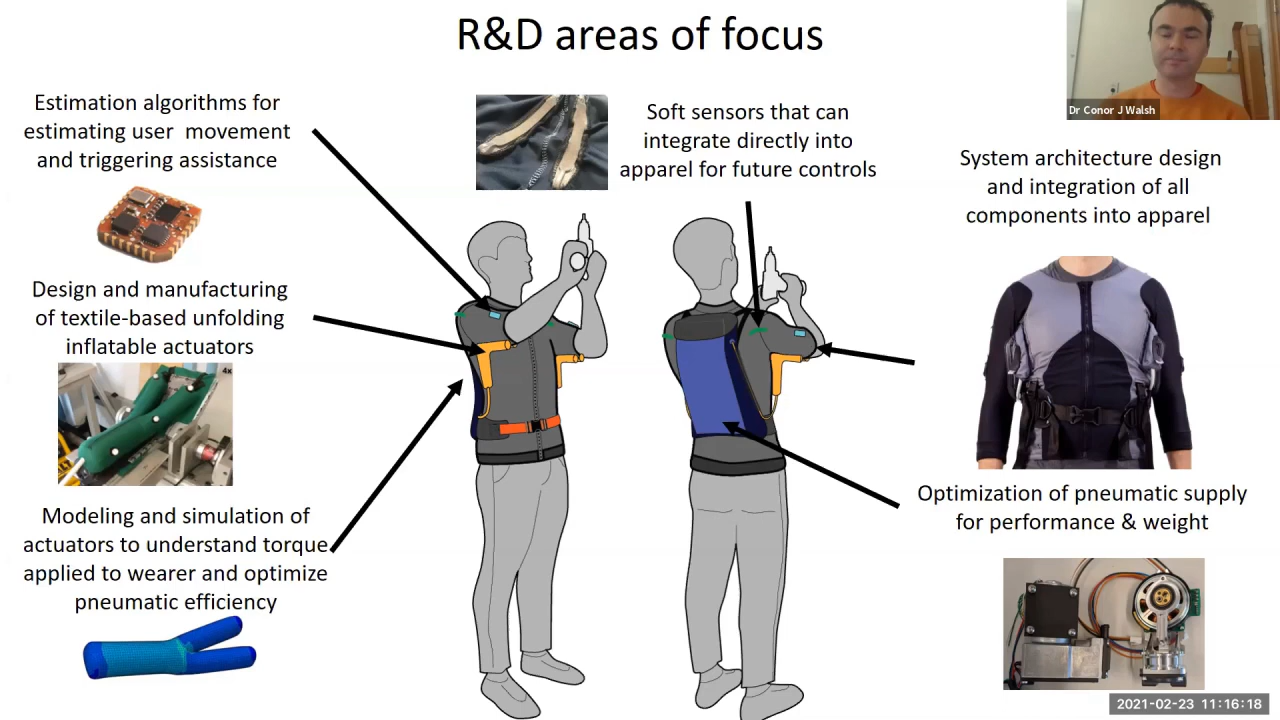 R&D areas of focus
Dr Conor J Walsh
Estimation algorithms for
estimating user movement
and triggering assistance
Soft sensors that can
integrate directly into
apparel for future controls
System architecture design
and integration of all
components into apparel
Design and manufacturing
of textile-based unfolding
inflatable actuators
4x
Modeling and simulation of
actuators to understand torque
applied to wearer and optimize
pneumatic efficiency
Optimization of pneumatic supply
for performance & weight
2021-02-23 11:16:18